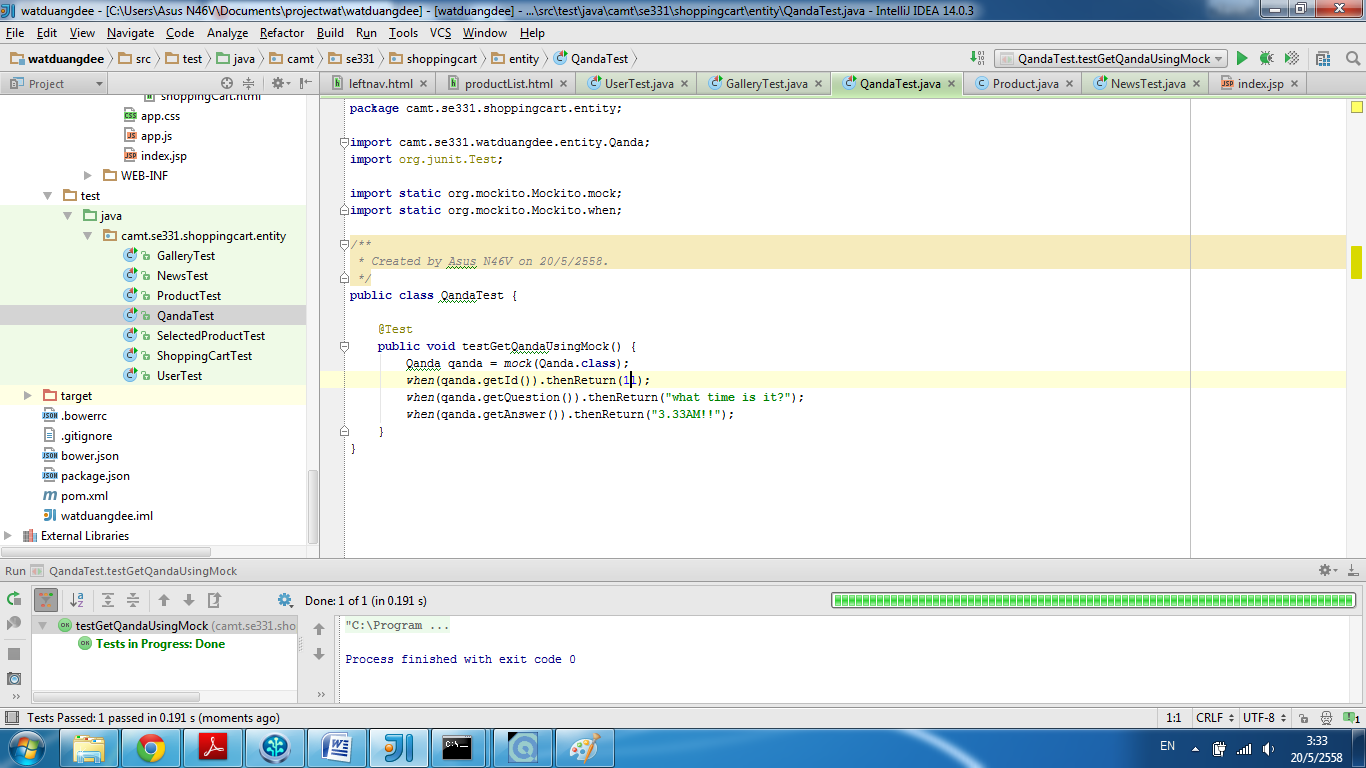 watduangdee - [C:\Users\Asus N46V\Documents\projectwat\watduangdee] - [watduangdee] - ...\src\test\java\camt\se331\shoppingcart\entity\QandaTest.java - IntelliJ IDEA 14.0.3
File Edit View Navigate Code Analyze Refactor Build Run Tools VCS Window Help
watduangdee src test java camt se331 shoppingcart entity QandaTest QandaTest.testGetQandaUsingMock
Project leftnav.html productList.html UserTest.java GalleryTest.java QandaTest.java Product.java NewsTest.java index.jsp
shoppingCart.html
app.css
app.js
index.jsp
WEB-INF
test
java
camt.se331.shoppingcart.entity
GalleryTest
NewsTest
ProductTest
QandaTest
SelectedProductTest
ShoppingCartTest
UserTest
target
.bowerrc
.gitignore
bower.json
package.json
pom.xml
watduangdee.iml
External Libraries
package camt.se331.shoppingcart.entity;
import camt.se331.watduangdee.entity.Qanda;
import org.junit.Test;
import static org.mockito.Mockito.mock;
import static org.mockito.Mockito.when;
/**
* Created by Asus N46V on 20/5/2558.
*/
public class QandaTest {
@Test
public void testGetQandaUsingMock() {
Qanda qanda = mock(Qanda.class);
when(qanda.getId()).thenReturn(1l);
when(qanda.getQuestion()).thenReturn("what time is it?");
when(qanda.getAnswer()).thenReturn("3.33AM!!");
}
}
Run QandaTest.testGetQandaUsingMock
Done: 1 of 1 (in 0.191 s)
testGetQandaUsingMock (camt.se331.sho
Tests in Progress: Done
"C:\Program ...
Process finished with exit code 0
Tests Passed: 1 passed in 0.191 s (moments ago) 1:1 CRLF UTF-8 1
EN 3:33
20/5/2558